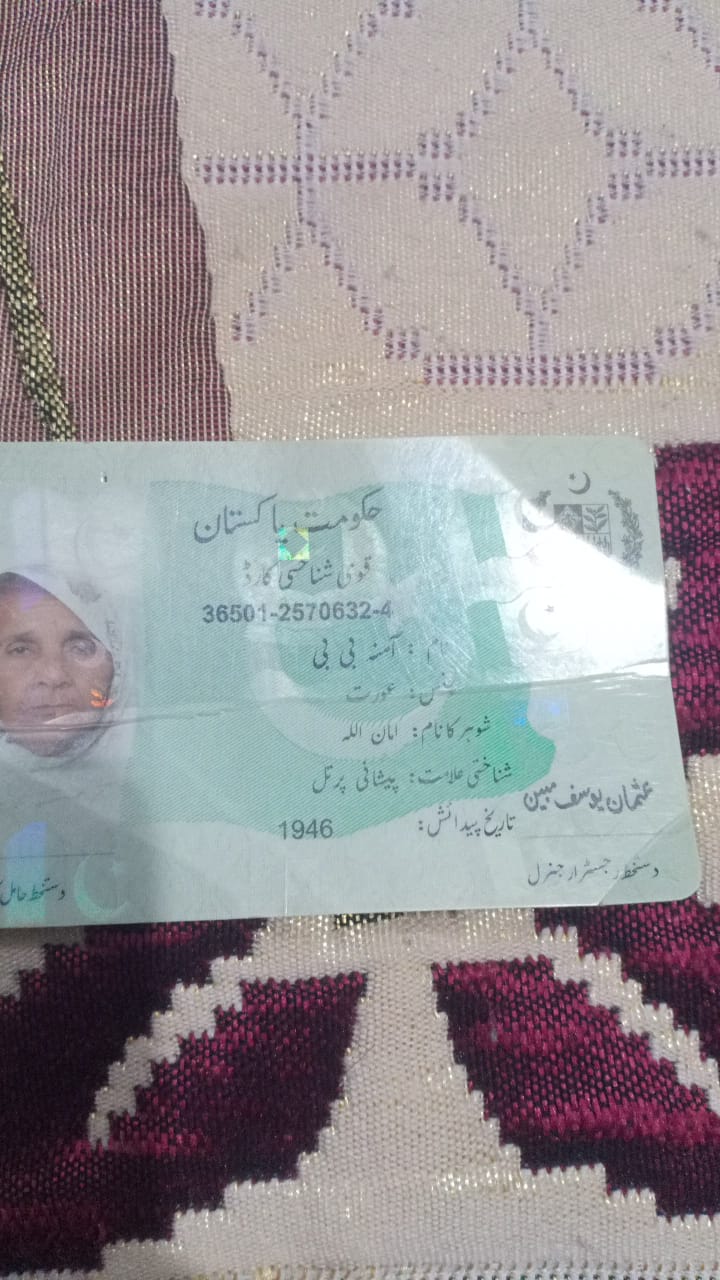 حکومت پاکستان
قومی شناختی کارڈ
36501-2570632-4
نام : آمنہ بی بی
جنس: عورت
شوہر کا نام: امان اللہ
شناختی علامت: پیشانی پر تل
تاریخ پیدائش: 1946
عثمان یوسف مبین
دستخط رجسٹرار جنرل
دستخط حامل